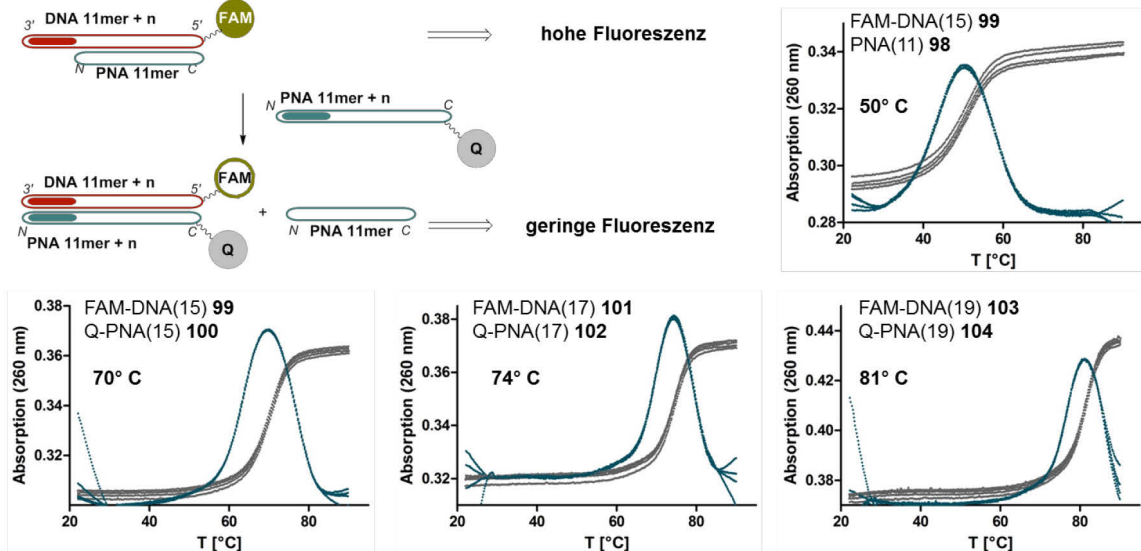 DNA 11mer + n
3'
5'
FAM
PNA 11mer
N
C
hohe Fluoreszenz
N
PNA 11mer + n
C
Q
DNA 11mer + n
3'
5'
FAM
N
C
PNA 11mer + n
Q
+
N
PNA 11mer
C
geringe Fluoreszenz
FAM-DNA(15) 99
PNA(11) 98
50° C
Absorption (260 nm)
0.34
0.32
0.30
0.28
20 40 60 80
T [°C]
FAM-DNA(15) 99
Q-PNA(15) 100
70° C
Absorption (260 nm)
0.38
0.36
0.34
0.32
20 40 60 80
T [°C]
FAM-DNA(17) 101
Q-PNA(17) 102
74° C
Absorption (260 nm)
0.38
0.36
0.34
0.32
20 40 60 80
T [°C]
FAM-DNA(19) 103
Q-PNA(19) 104
81° C
Absorption (260 nm)
0.44
0.42
0.40
0.38
20 40 60 80
T [°C]